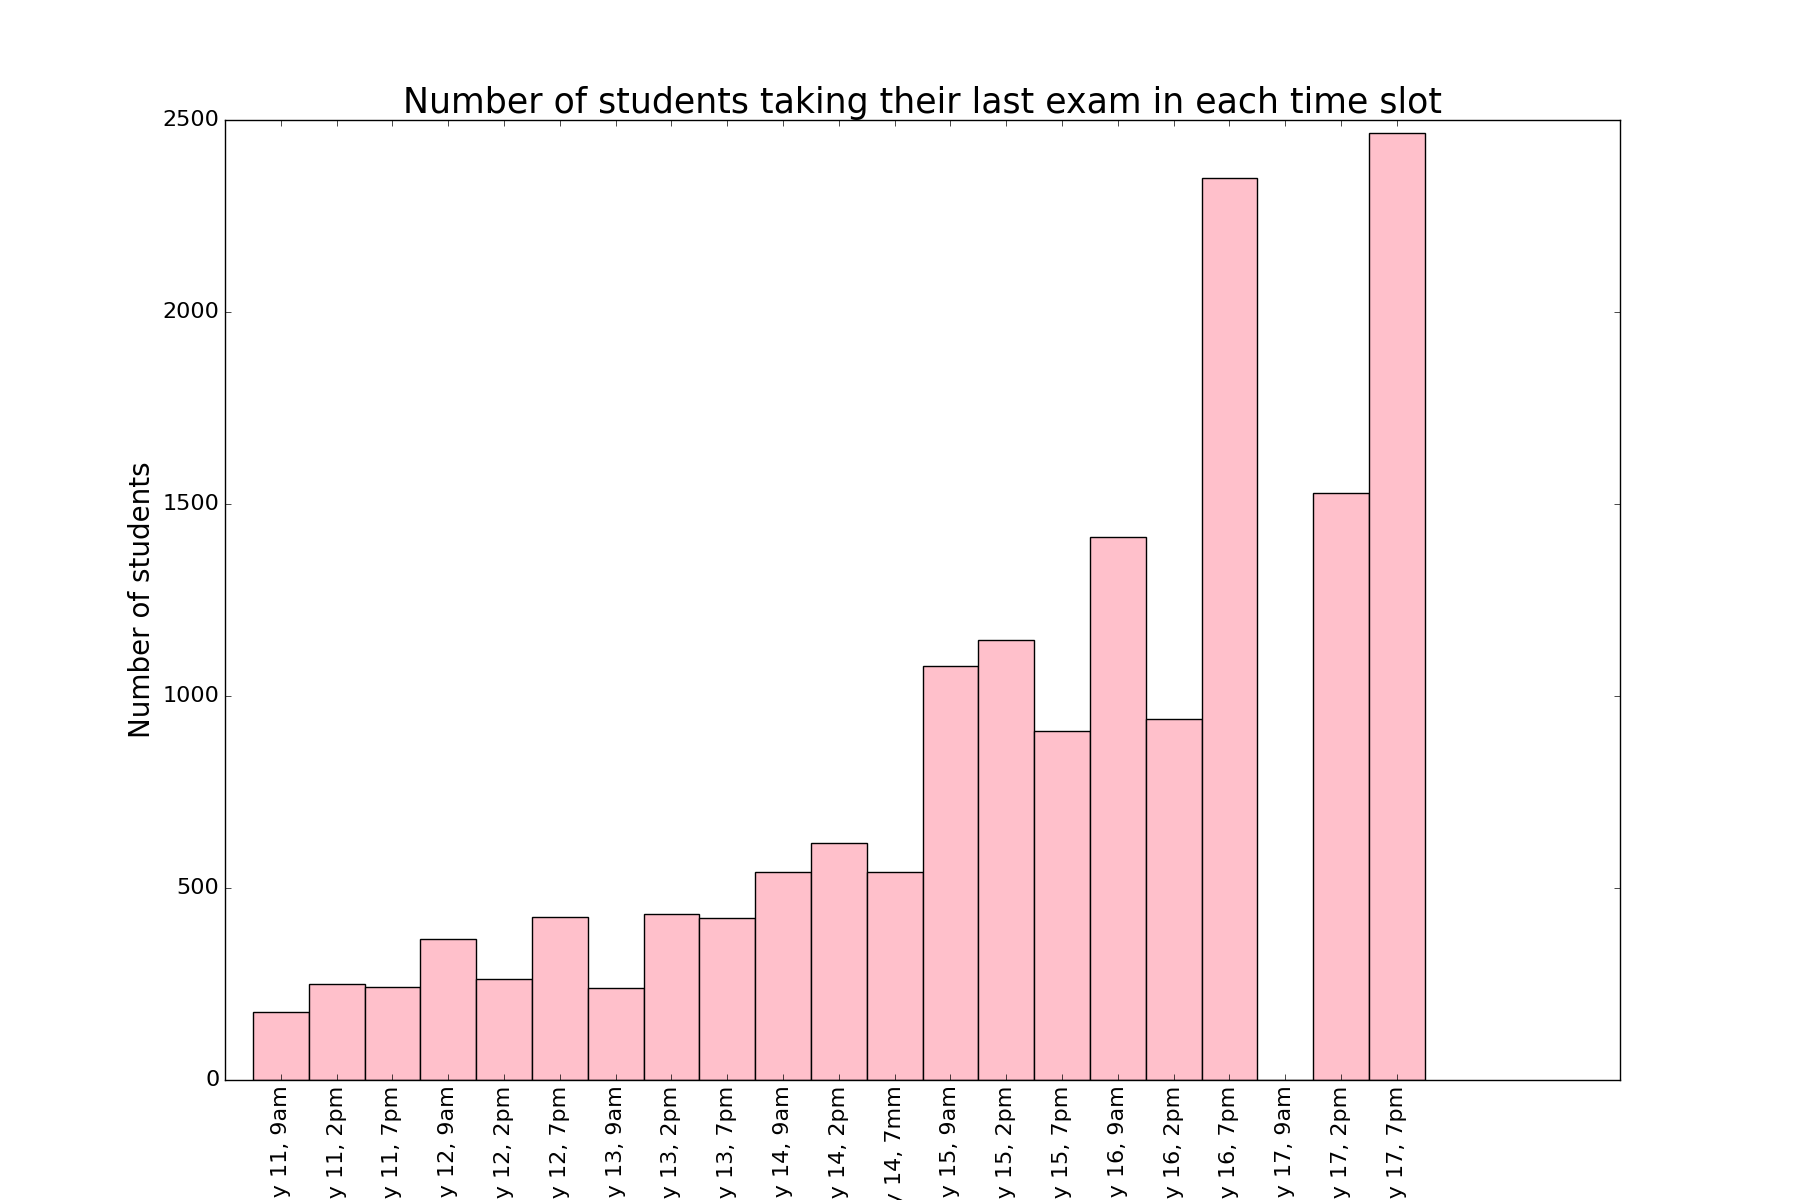 Number of students taking their last exam in each time slot
Number of students
2500
2000
1500
1000
500
0
y 11, 9am
y 11, 2pm
y 11, 7pm
y 12, 9am
y 12, 2pm
y 12, 7pm
y 13, 9am
y 13, 2pm
y 13, 7pm
y 14, 9am
y 14, 2pm
y 14, 7mm
y 15, 9am
y 15, 2pm
y 15, 7pm
y 16, 9am
y 16, 2pm
y 16, 7pm
y 17, 9am
y 17, 2pm
y 17, 7pm